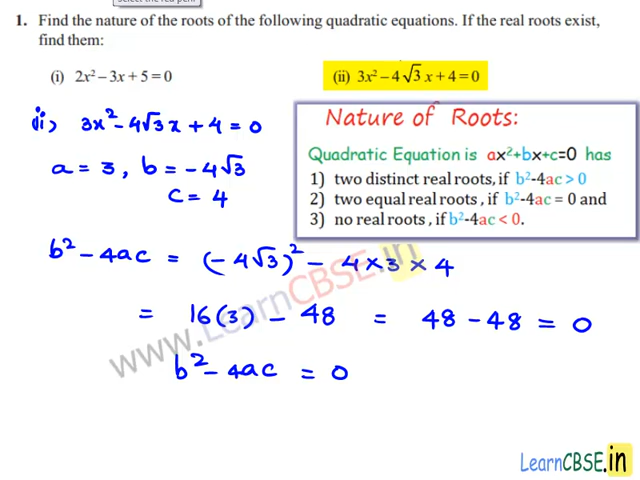 select the red pen
1. Find the nature of the roots of the following quadratic equations. If the real roots exist,
find them:
(i) 2x² – 3x + 5 = 0
(ii) 3x² – 4√3 x + 4 = 0
ii) 3x² – 4√3x + 4 = 0
a = 3, b = – 4√3
c = 4
Nature of Roots:
Quadratic Equation is ax²+bx+c=0 has
1) two distinct real roots, if b²-4ac > 0
2) two equal real roots , if b²-4ac = 0 and
3) no real roots , if b²-4ac < 0.
b² – 4ac = (– 4√3)² – 4 × 3 × 4
= 16(3) – 48 = 48 – 48 = 0
b² – 4ac = 0
www.LearnCBSE.in
LearnCBSE.in